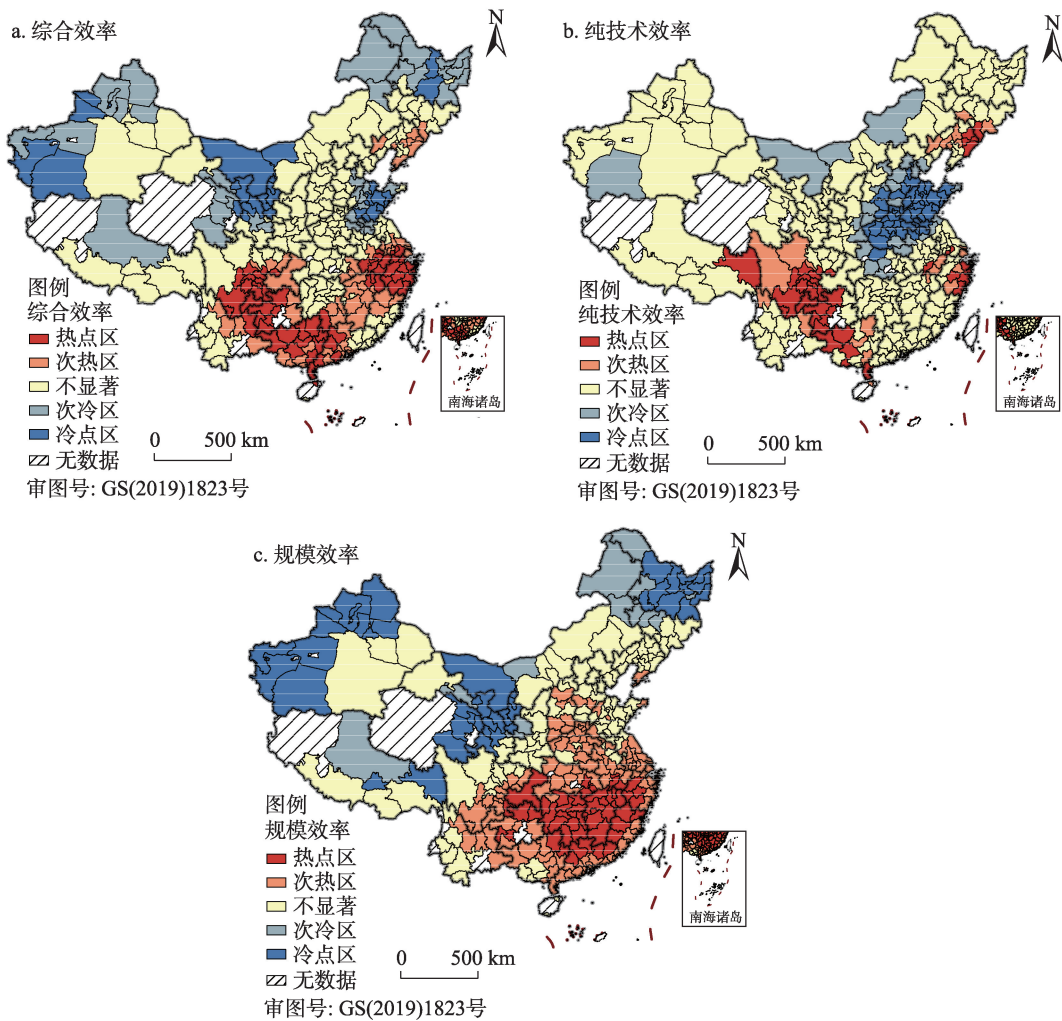 a. 综合效率
N
图例
综合效率
热点区
次热区
不显著
次冷区
冷点区
无数据
0 500 km
南海诸岛
审图号: GS(2019)1823号
b. 纯技术效率
N
图例
纯技术效率
热点区
次热区
不显著
次冷区
冷点区
无数据
0 500 km
南海诸岛
审图号: GS(2019)1823号
c. 规模效率
N
图例
规模效率
热点区
次热区
不显著
次冷区
冷点区
无数据
0 500 km
南海诸岛
审图号: GS(2019)1823号